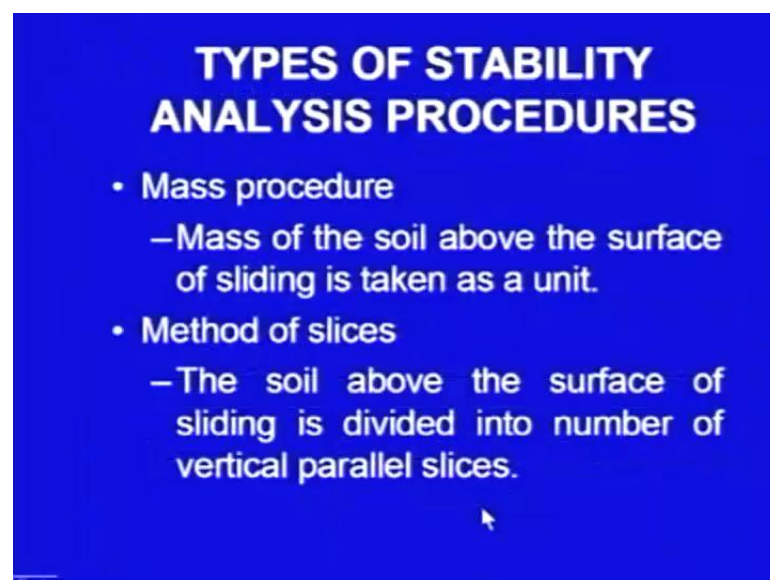 TYPES OF STABILITY
ANALYSIS PROCEDURES
• Mass procedure
–Mass of the soil above the surface
of sliding is taken as a unit.
• Method of slices
–The soil above the surface of
sliding is divided into number of
vertical parallel slices.